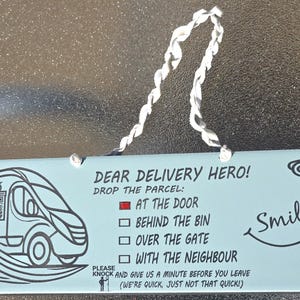 DEAR DELIVERY HERO!
DROP THE PARCEL:
AT THE DOOR
BEHIND THE BIN
OVER THE GATE
WITH THE NEIGHBOUR
PLEASE
KNOCK AND GIVE US A MINUTE BEFORE YOU LEAVE
(WE'RE QUICK, JUST NOT THAT QUICK!)
Smil